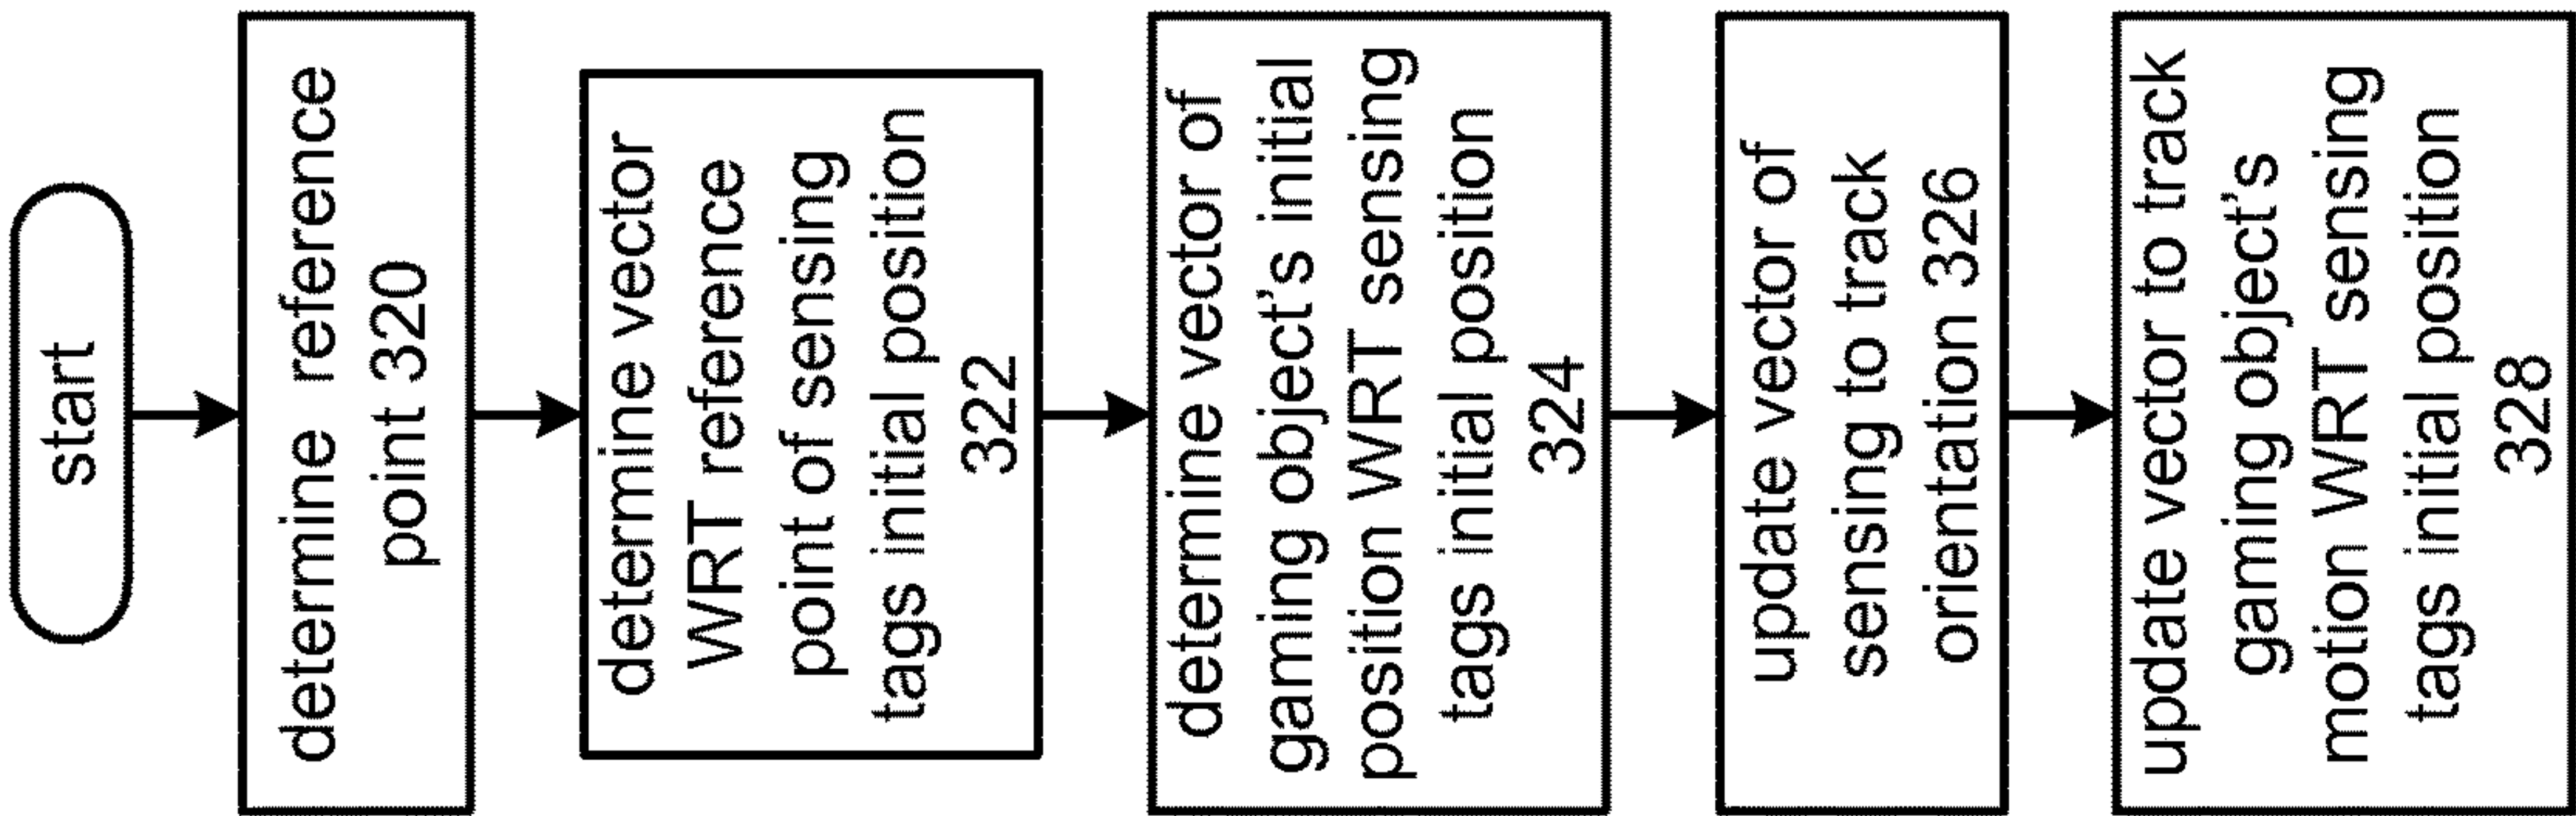 start
determine reference
point 320
determine vector
WRT reference
point of sensing
tags initial position
322
determine vector of
gaming object's initial
position WRT sensing
tags initial position
324
update vector of
sensing to track
orientation 326
update vector to track
gaming object's
motion WRT sensing
tags initial position
328